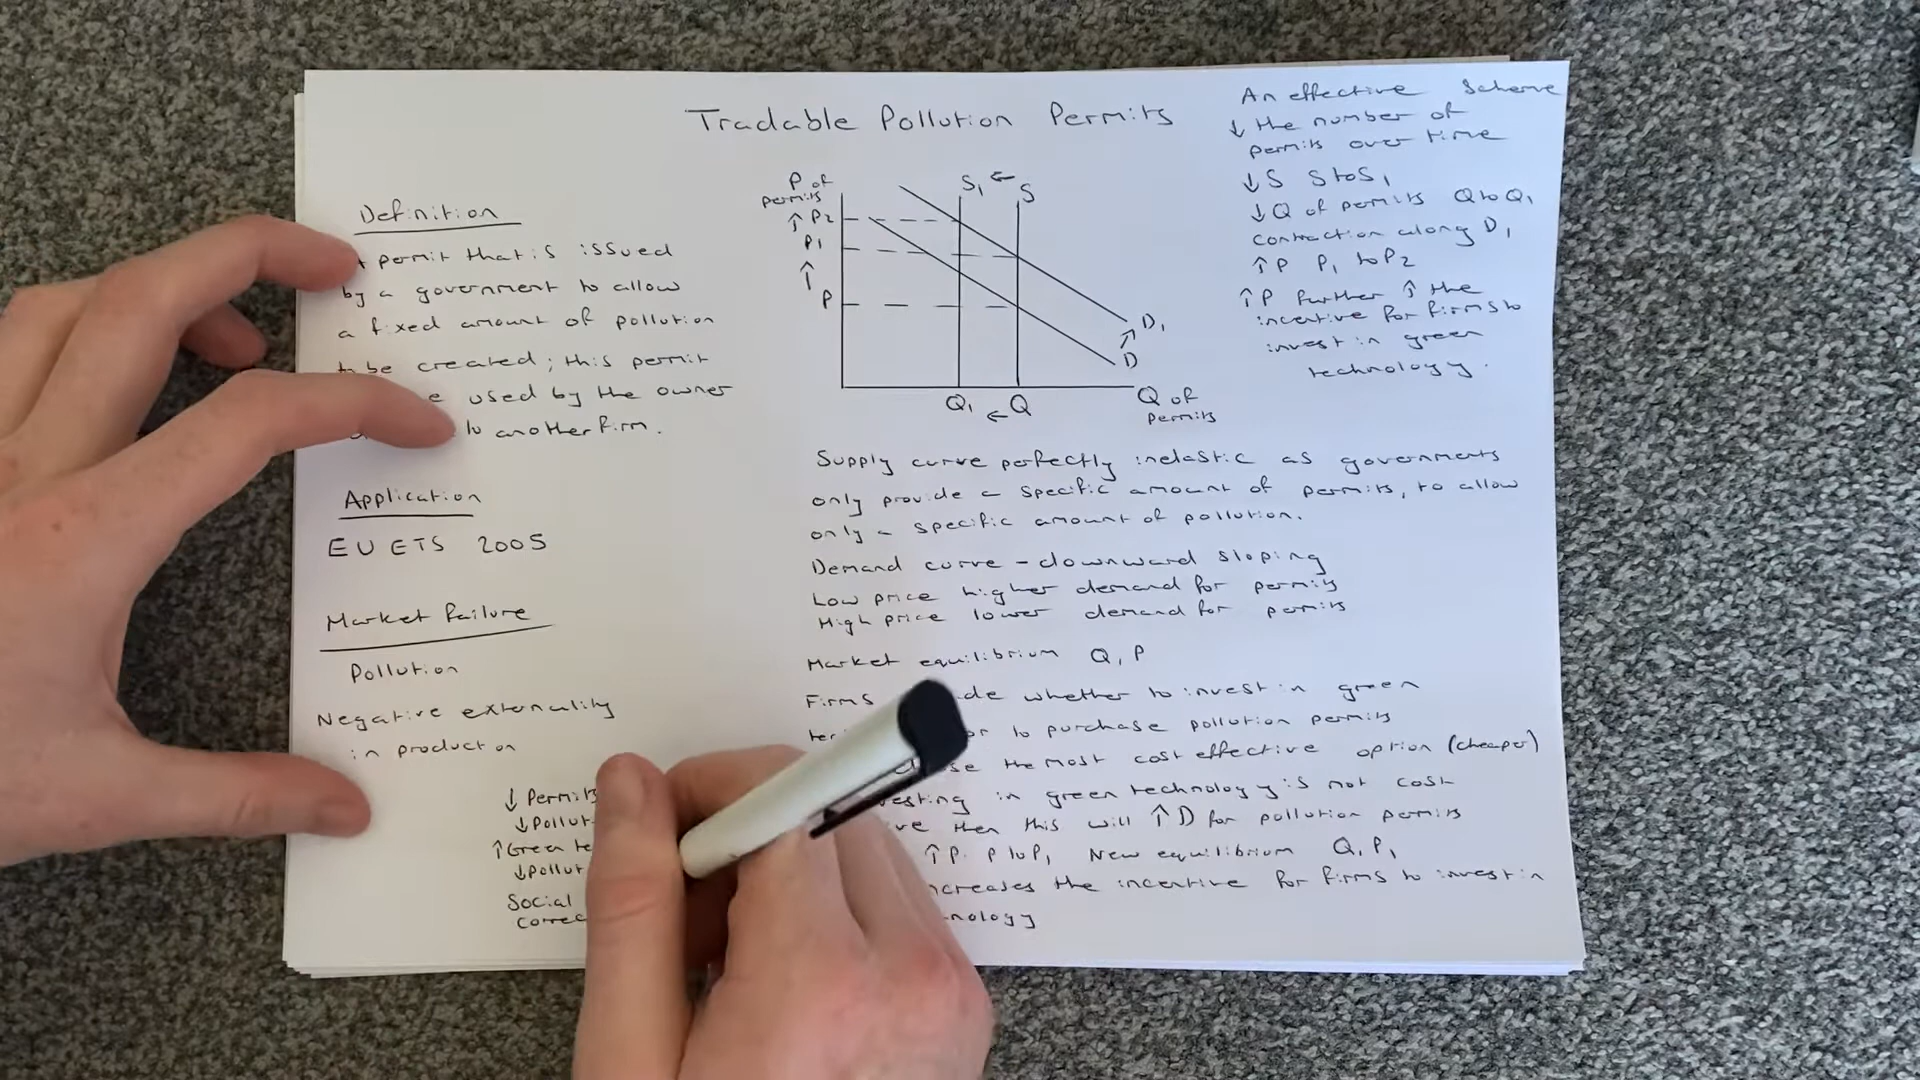 Tradable Pollution Permits
Definition
permit that is issued
by a government to allow
a fixed amount of pollution
be created; this permit
used by the owner
to another firm.
Application
EU ETS 2005
Market Failure
Pollution
Negative externality
in production
↓ Permits
↓ Pollut
↑ Green te
↓ Pollut
Social
Correc
P of
permits
↑ P2
P1
↑
P
S1 ← S
D1
↗
D
Q1 ← Q
Q of
permits
An effective Scheme
↓ the number of
permits over time
↓ S S to S1
↓ Q of permits Q to Q1
contraction along D1
↑ P P1 to P2
↑ P further ↑ the
incentive for firms to
invest in green
technology.
Supply curve perfectly inelastic as governments
only provide a specific amount of permits, to allow
only a specific amount of pollution.
Demand curve - downward sloping
Low price higher demand for permits
High price lower demand for permits
Market equilibrium Q, P
Firms whether to invest in green
or to purchase pollution permits
the most cost effective option (cheaper)
in green technology is not cost
then this will ↑ D for pollution permits
↑ P P to P1 New equilibrium Q, P1
increases the incentive for firms to invest in
nology